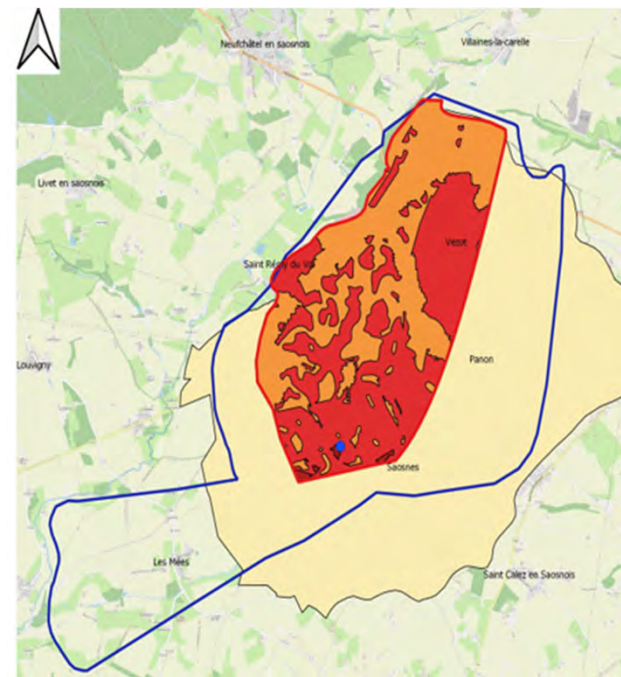 Neufchâtel en saosnois
Villaines-la-carelle
Livet en saosnois
Vezot
Saint Rémy du Val
Louvigny
Panon
Saosnes
Les Mées
Saint Calez en Saosnois